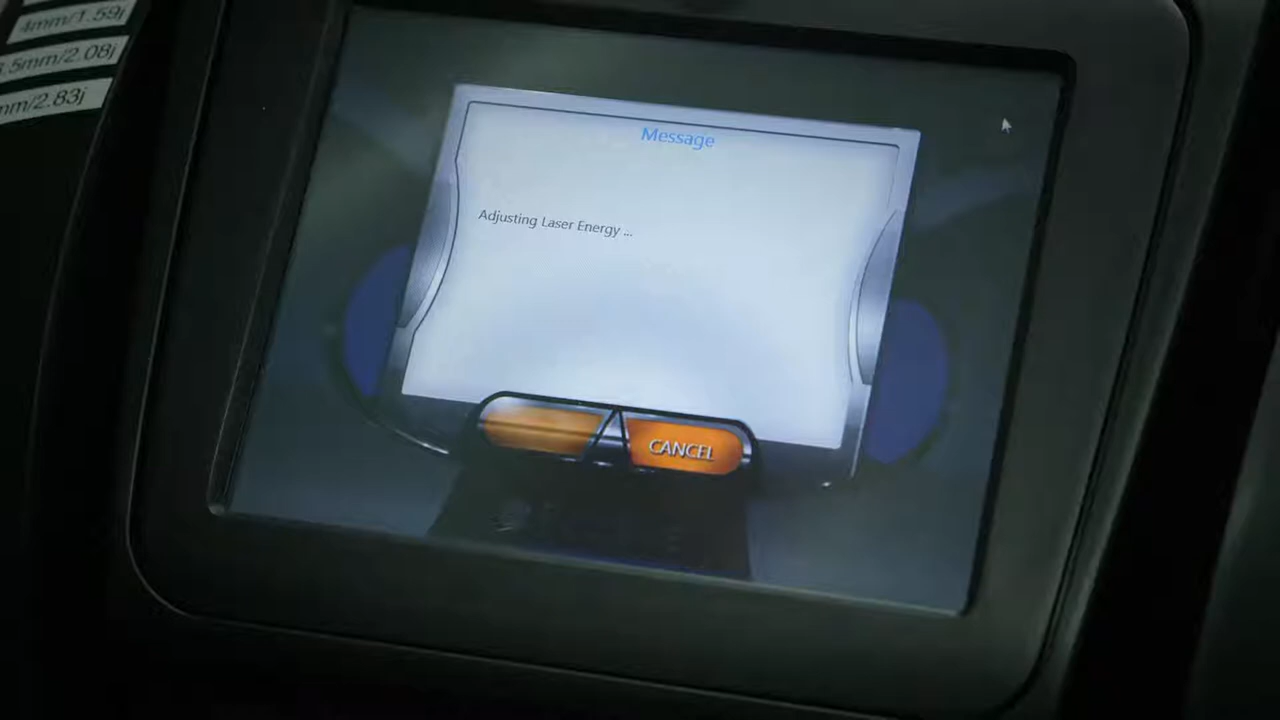 4mm/1.59j
.5mm/2.08j
mm/2.83j
Message
Adjusting Laser Energy ...
CANCEL